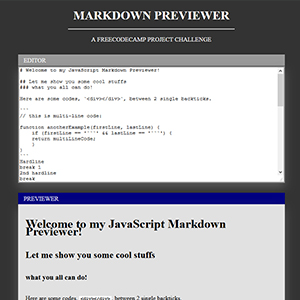 MARKDOWN PREVIEWER
A FREECODECAMP PROJECT CHALLENGE
EDITOR
# Welcome to my JavaScript Markdown Previewer!
## Let me show you some cool stuffs
### what you all can do!
Here are some codes, `<div></div>`, between 2 single backticks.
```
// this is multi-line code:
function anotherExample(firstLine, lastLine) {
if (firstLine == '```' && lastLine == '```') {
return multiLineCode;
}
}
```
Hardline
break 1
2nd hardline
break
PREVIEWER
Welcome to my JavaScript Markdown
Previewer!
Let me show you some cool stuffs
what you all can do!
Here are some codes, <div></div>, between 2 single backticks.